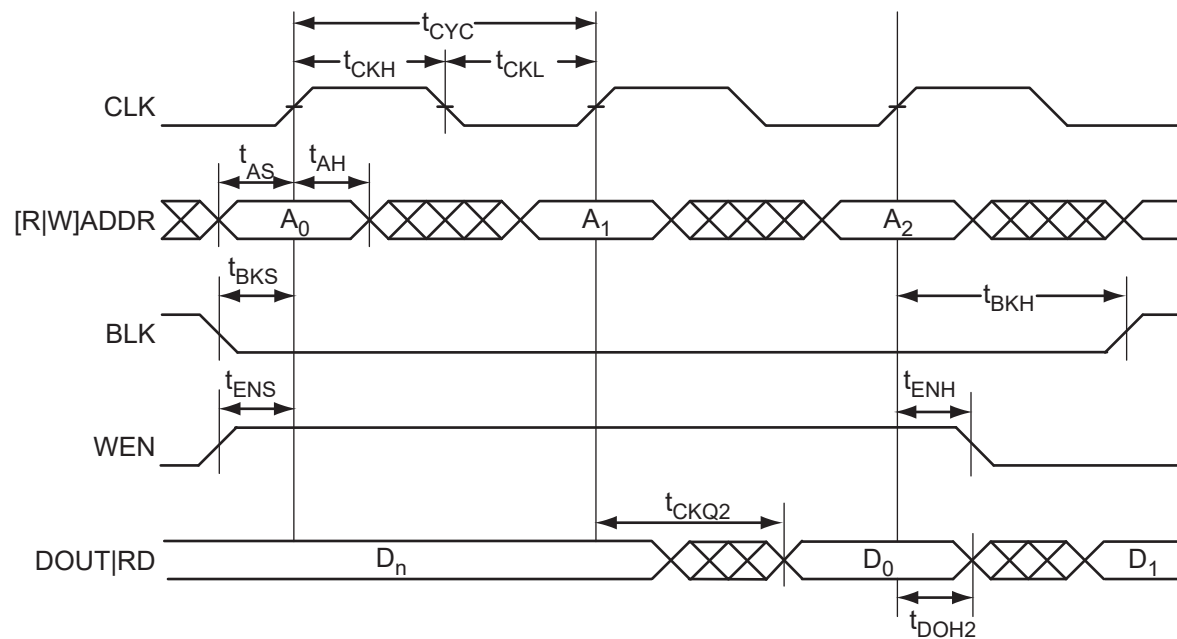 tCYC
tCKH
tCKL
CLK
tAS
tAH
[R|W]ADDR
A0
A1
A2
tBKS
tBKH
BLK
tENS
tENH
WEN
tCKQ2
DOUT|RD
Dn
D0
D1
tDOH2